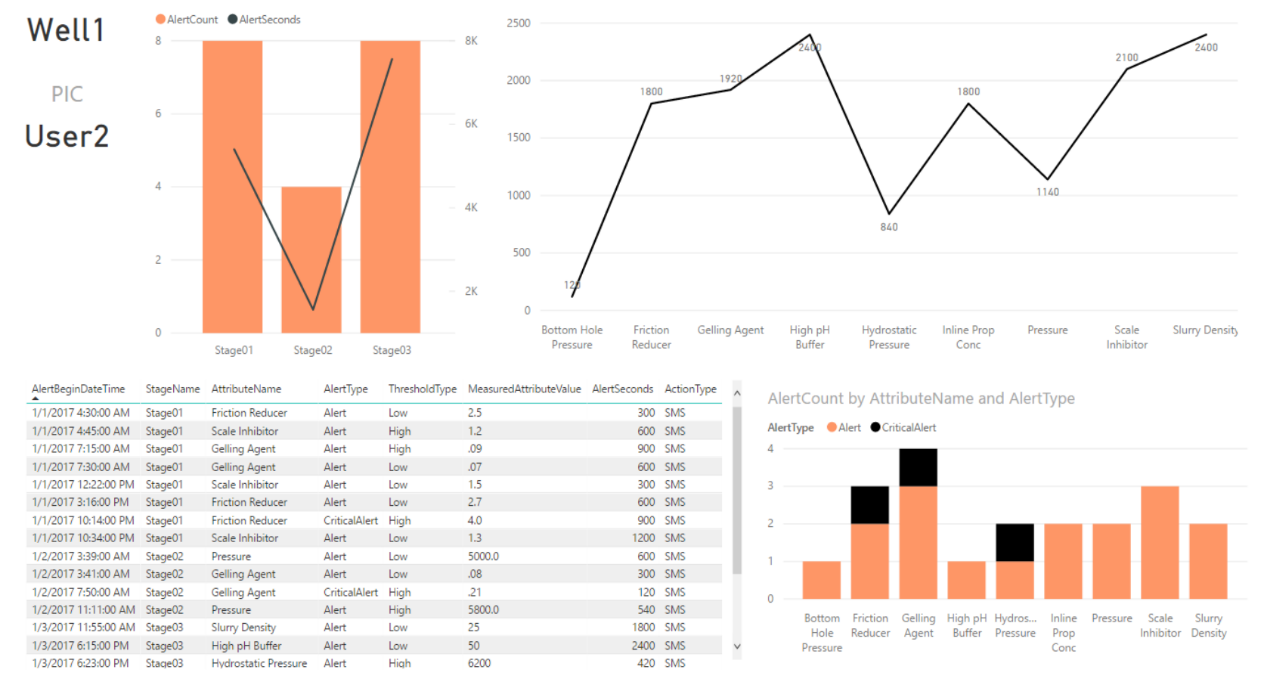 Well1
PIC
User2
AlertCount AlertSeconds
8 8K
6 6K
4 4K
2 2K
0
Stage01 Stage02 Stage03
2500
2000
1500
1000
500
0
120 1800 1920 2400 840 1800 1140 2100 2400
Bottom Hole Friction Gelling Agent High pH Hydrostatic Inline Prop Pressure Scale Slurry Density
Pressure Reducer Buffer Pressure Conc Inhibitor
AlertBeginDateTime StageName AttributeName AlertType ThresholdType MeasuredAttributeValue AlertSeconds ActionType
1/1/2017 4:30:00 AM Stage01 Friction Reducer Alert Low 2.5 300 SMS
1/1/2017 4:45:00 AM Stage01 Scale Inhibitor Alert High 1.2 600 SMS
1/1/2017 7:15:00 AM Stage01 Gelling Agent Alert High .09 900 SMS
1/1/2017 7:30:00 AM Stage01 Gelling Agent Alert Low .07 600 SMS
1/1/2017 12:22:00 PM Stage01 Scale Inhibitor Alert Low 1.5 300 SMS
1/1/2017 3:16:00 PM Stage01 Friction Reducer Alert Low 2.7 600 SMS
1/1/2017 10:14:00 PM Stage01 Friction Reducer CriticalAlert High 4.0 900 SMS
1/1/2017 10:34:00 PM Stage01 Scale Inhibitor Alert Low 1.3 1200 SMS
1/2/2017 3:39:00 AM Stage02 Pressure Alert Low 5000.0 600 SMS
1/2/2017 3:41:00 AM Stage02 Gelling Agent Alert Low .08 300 SMS
1/2/2017 7:50:00 AM Stage02 Gelling Agent CriticalAlert High .21 120 SMS
1/2/2017 11:11:00 AM Stage02 Pressure Alert High 5800.0 540 SMS
1/3/2017 11:55:00 AM Stage03 Slurry Density Alert Low 25 1800 SMS
1/3/2017 6:15:00 PM Stage03 High pH Buffer Alert Low 50 2400 SMS
1/3/2017 6:23:00 PM Stage03 Hydrostatic Pressure Alert High 6200 420 SMS
AlertCount by AttributeName and AlertType
AlertType Alert CriticalAlert
4
3
2
1
0
Bottom Friction Gelling High pH Hydros... Inline Pressure Scale Slurry
Hole Reducer Agent Buffer Pressure Prop Inhibitor Density
Pressure Conc